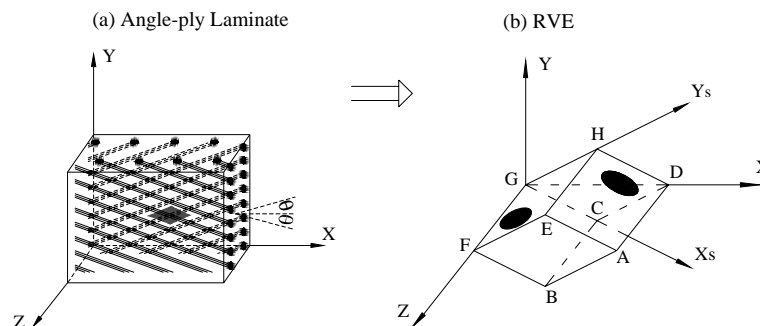 (a) Angle-ply Laminate
(b) RVE
Y
X
Z
θ
θ
Y
Ys
H
G
D
X
C
E
F
A
Xs
B
Z